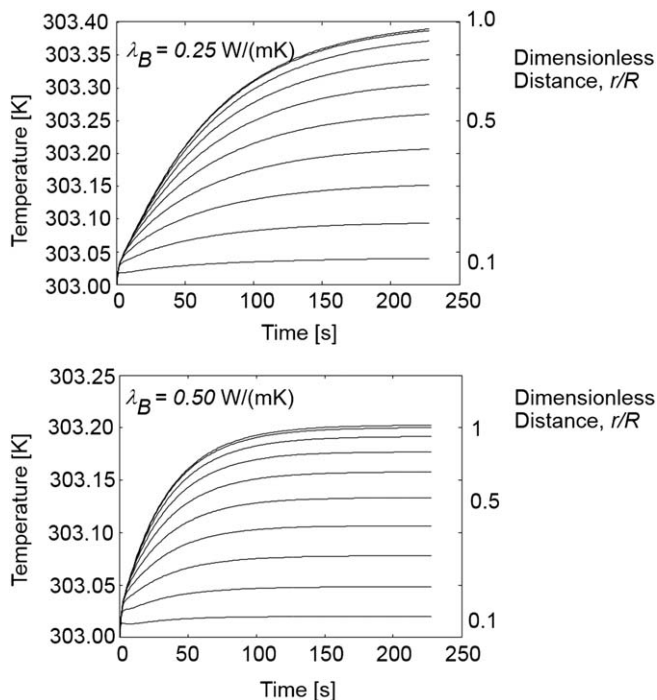 303.40
303.35
303.30
303.25
303.20
303.15
303.10
303.05
303.00
Temperature [K]
λB = 0.25 W/(mK)
1.0
0.5
0.1
Dimensionless
Distance, r/R
0 50 100 150 200 250
Time [s]
303.25
303.20
303.15
303.10
303.05
303.00
Temperature [K]
λB = 0.50 W/(mK)
1
0.5
0.1
Dimensionless
Distance, r/R
0 50 100 150 200 250
Time [s]